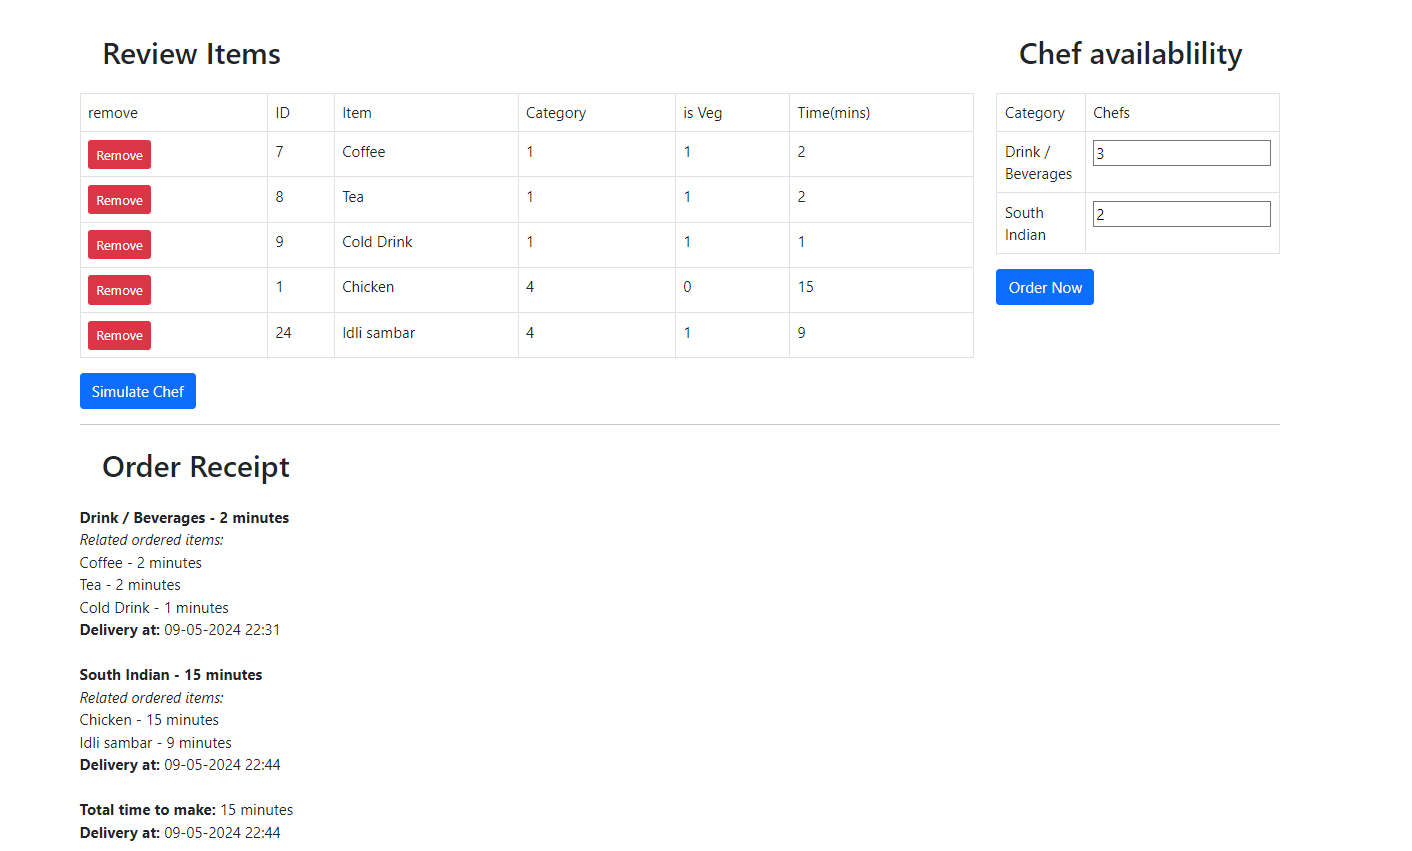 Review Items
remove ID Item Category is Veg Time(mins)
Remove 7 Coffee 1 1 2
Remove 8 Tea 1 1 2
Remove 9 Cold Drink 1 1 1
Remove 1 Chicken 4 0 15
Remove 24 Idli sambar 4 1 9
Simulate Chef
Chef availablility
Category Chefs
Drink / 3
Beverages
South 2
Indian
Order Now
Order Receipt
Drink / Beverages - 2 minutes
Related ordered items:
Coffee - 2 minutes
Tea - 2 minutes
Cold Drink - 1 minutes
Delivery at: 09-05-2024 22:31
South Indian - 15 minutes
Related ordered items:
Chicken - 15 minutes
Idli sambar - 9 minutes
Delivery at: 09-05-2024 22:44
Total time to make: 15 minutes
Delivery at: 09-05-2024 22:44